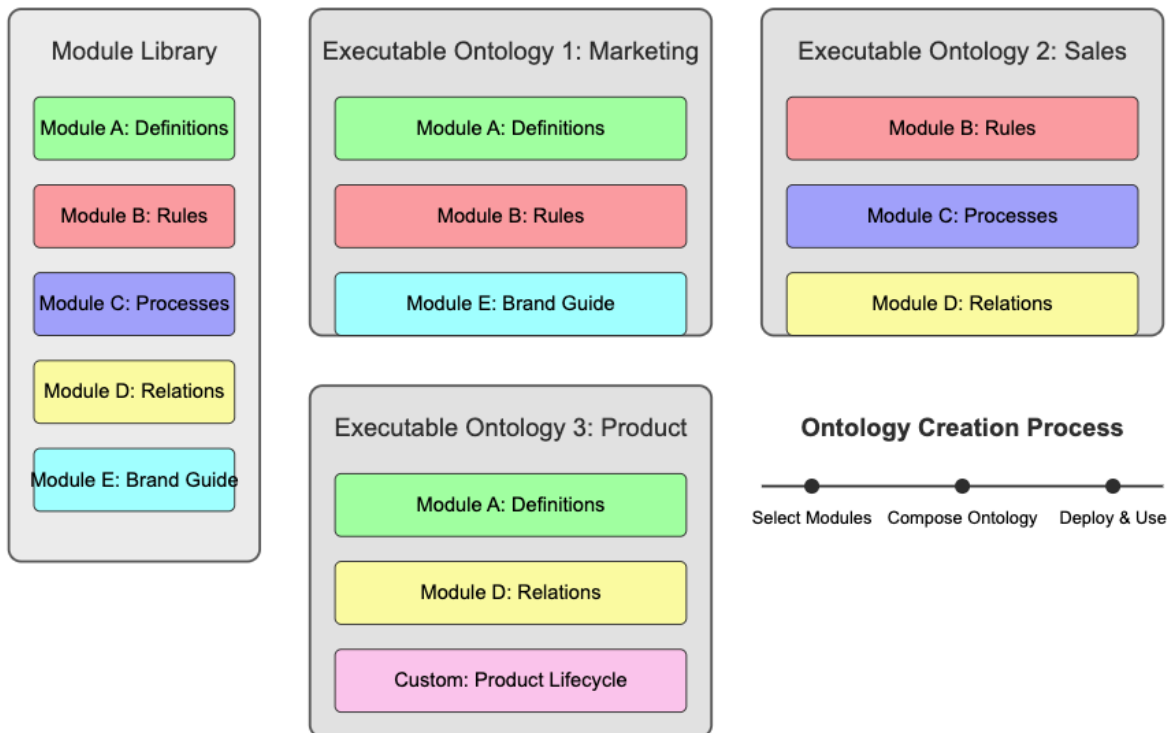 Module Library
Module A: Definitions
Module B: Rules
Module C: Processes
Module D: Relations
Module E: Brand Guide
Executable Ontology 1: Marketing
Module A: Definitions
Module B: Rules
Module E: Brand Guide
Executable Ontology 2: Sales
Module B: Rules
Module C: Processes
Module D: Relations
Executable Ontology 3: Product
Module A: Definitions
Module D: Relations
Custom: Product Lifecycle
Ontology Creation Process
Select Modules
Compose Ontology
Deploy & Use